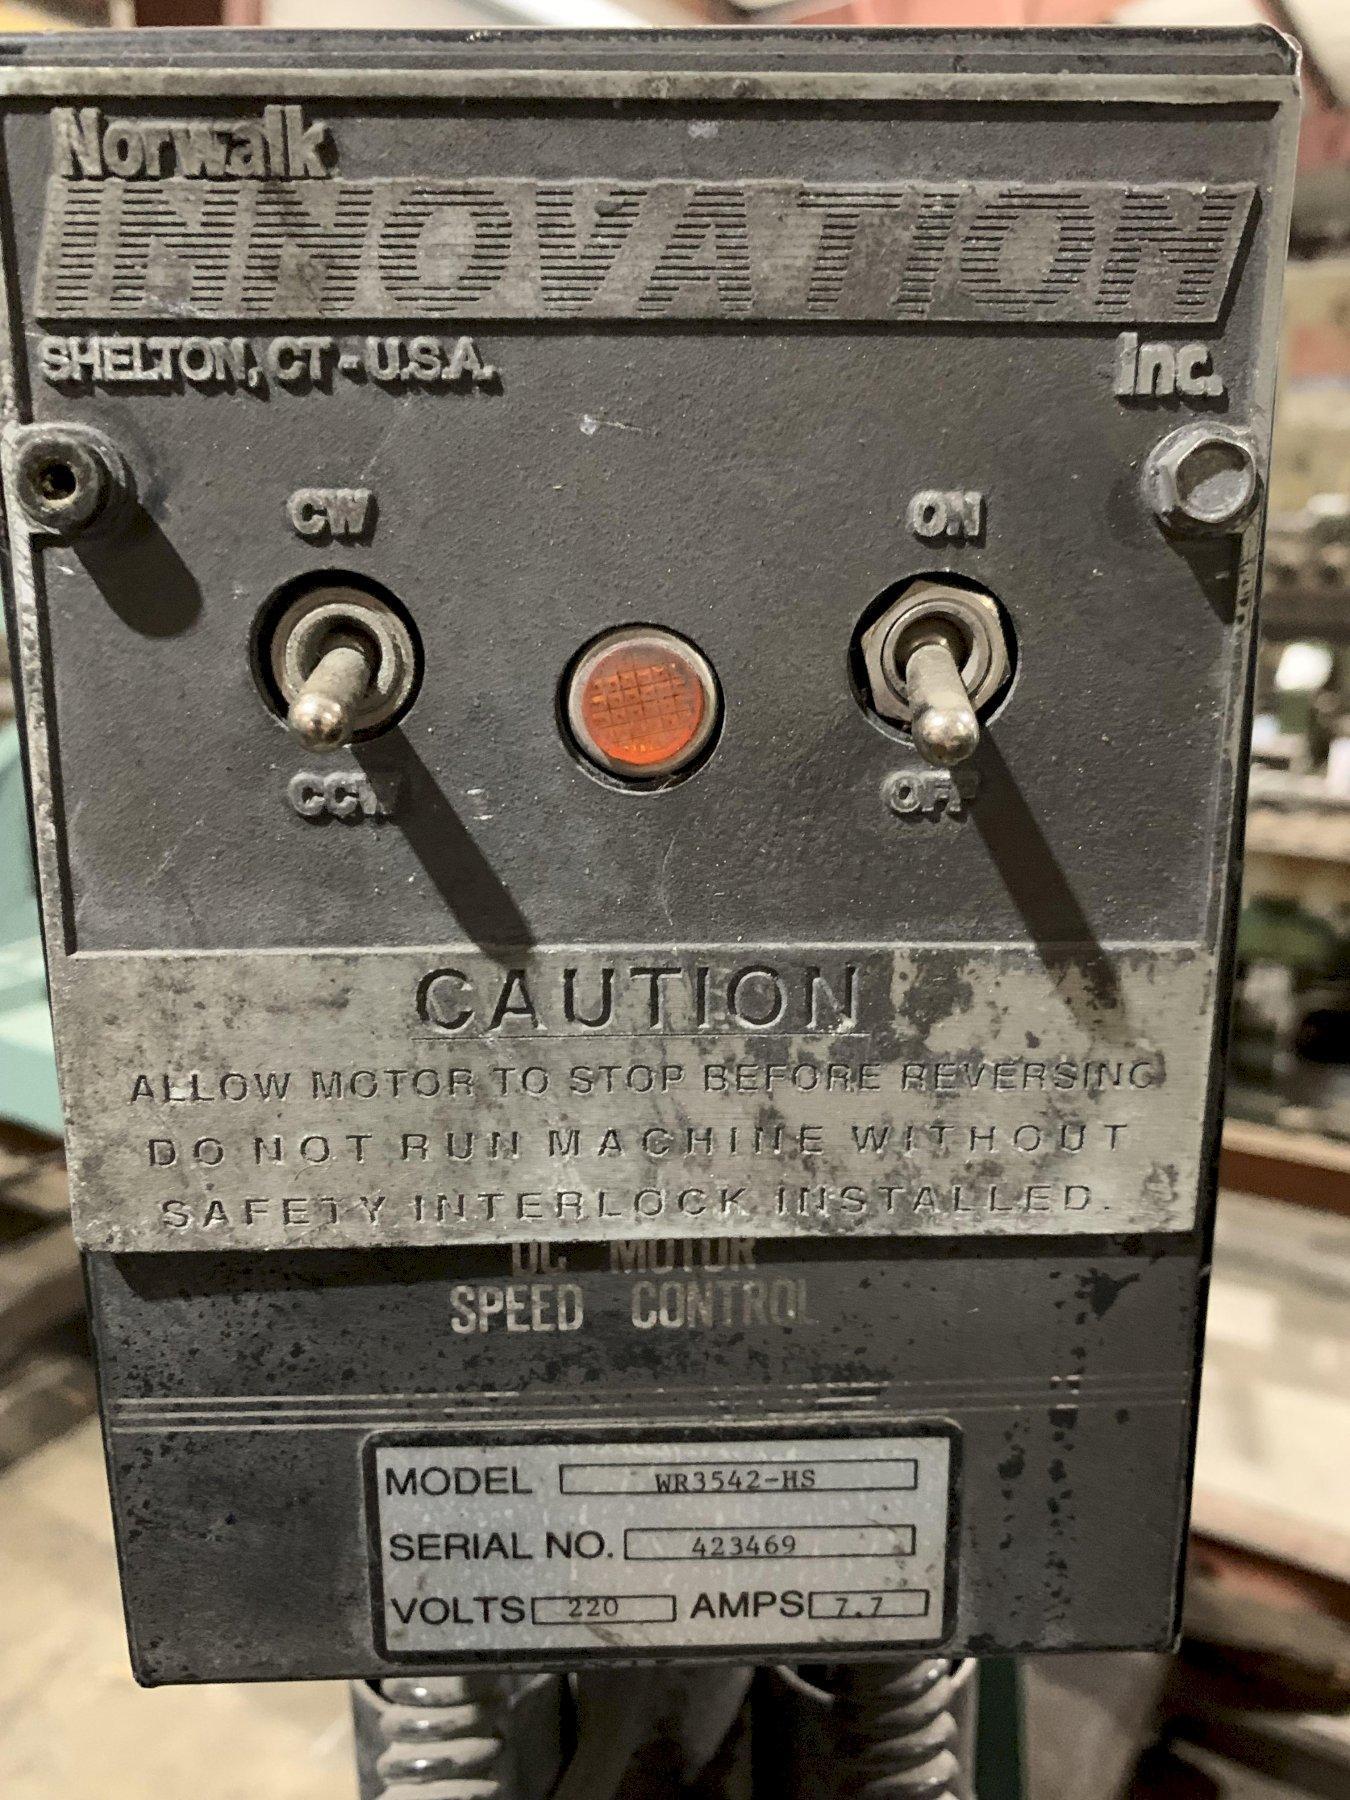 Norwalk
INNOVATION
SHELTON, CT - U.S.A.
Inc.
CW
ON
CCW
OFF
CAUTION
ALLOW MOTOR TO STOP BEFORE REVERSING
DO NOT RUN MACHINE WITHOUT
SAFETY INTERLOCK INSTALLED.
DC MOTOR
SPEED CONTROL
MODEL WR3542-HS
SERIAL NO. 423469
VOLTS 220 AMPS 7.7